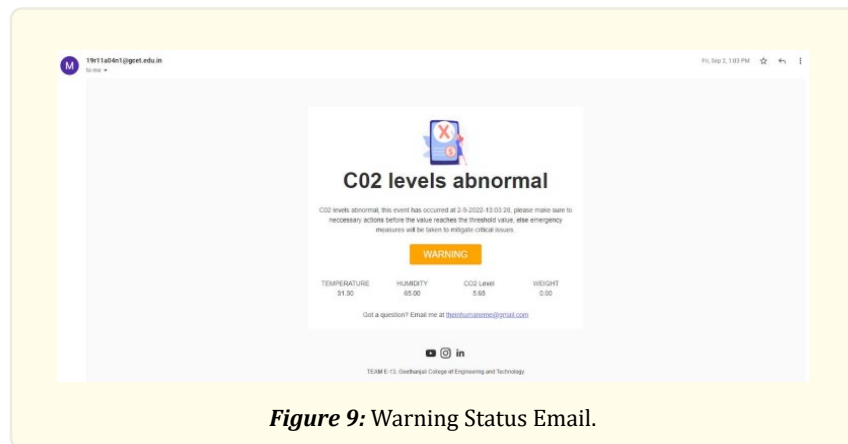 M
19r11a04n1@gcet.edu.in
to me
Fri, Sep 2, 1:03 PM
C02 levels abnormal
C02 levels abnormal, this event has occurred at 2-9-2022-13:03:20, please make sure to
neccessary actions before the value reaches the threshold value, else emergency
measures will be taken to mitigate critical issues.
WARNING
TEMPERATURE HUMIDITY CO2 Level WEIGHT
31.50 65.00 5.65 0.00
Got a question? Email me at
TEAM E-13, Geethanjali College of Engineering and Technology
Figure 9: Warning Status Email.